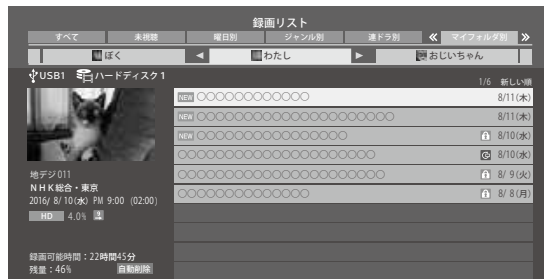 録画リスト
すべて 未視聴 曜日別 ジャンル別 連ドラ別 « マイフォルダ別 »
ぼく ◀ わたし ▶ おじいちゃん
USB1 ハードディスク1
1/6 新しい順
NEW 〇〇〇〇〇〇〇〇〇〇〇〇 8/11(木)
NEW 〇〇〇〇〇〇〇〇〇〇〇〇〇〇〇〇〇〇〇〇〇 8/11(木)
NEW 〇〇〇〇〇〇〇〇〇〇〇〇〇〇〇〇 8/10(水)
〇〇〇〇〇〇〇〇〇〇〇〇〇〇〇〇〇〇〇〇〇 8/10(水)
〇〇〇〇〇〇〇〇〇〇〇〇〇〇〇〇〇〇〇〇〇〇 8/ 9(火)
〇〇〇〇〇〇〇〇〇〇〇〇〇〇 8/ 8(月)
地デジ011
NHK総合・東京
2016/ 8/10(水) PM 9:00 (02:00)
HD 4.0%
録画可能時間:22時間45分
残量:46% 自動削除